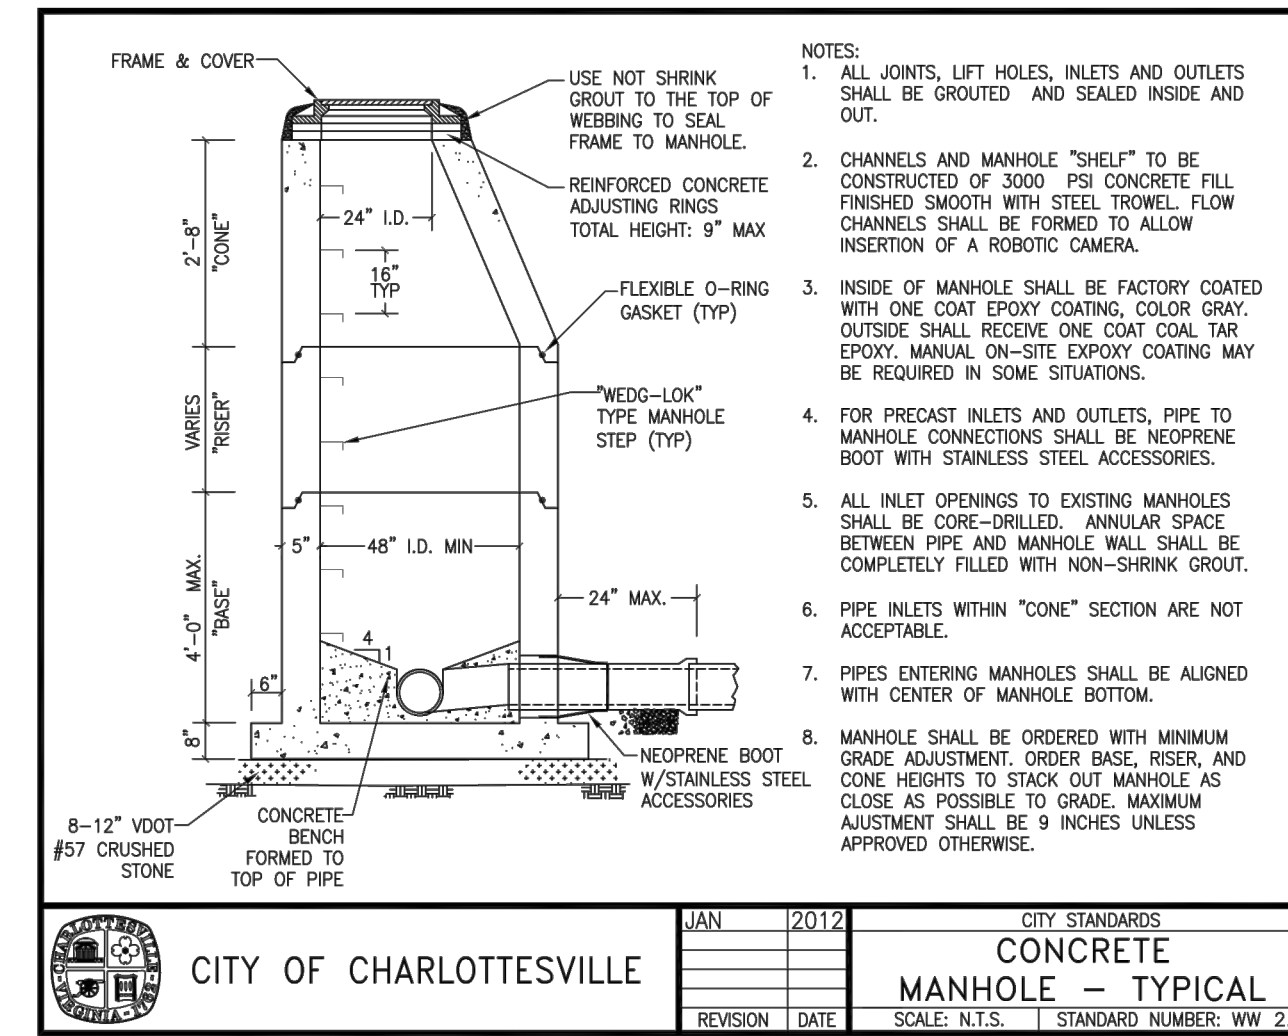 FRAME & COVER
USE NOT SHRINK
GROUT TO THE TOP OF
WEBBING TO SEAL
FRAME TO MANHOLE.
REINFORCED CONCRETE
ADJUSTING RINGS
TOTAL HEIGHT: 9" MAX
24" I.D.
2'-8"
"CONE"
16"
TYP
FLEXIBLE O-RING
GASKET (TYP)
VARIES
"RISER"
"WEDG-LOK"
TYPE MANHOLE
STEP (TYP)
5"
48" I.D. MIN
4'-0" MAX.
"BASE"
24" MAX.
4
1
6"
8"
NEOPRENE BOOT
W/STAINLESS STEEL
ACCESSORIES
8-12" VDOT
#57 CRUSHED
STONE
CONCRETE
BENCH
FORMED TO
TOP OF PIPE
NOTES:
1. ALL JOINTS, LIFT HOLES, INLETS AND OUTLETS
SHALL BE GROUTED AND SEALED INSIDE AND
OUT.
2. CHANNELS AND MANHOLE "SHELF" TO BE
CONSTRUCTED OF 3000 PSI CONCRETE FILL
FINISHED SMOOTH WITH STEEL TROWEL. FLOW
CHANNELS SHALL BE FORMED TO ALLOW
INSERTION OF A ROBOTIC CAMERA.
3. INSIDE OF MANHOLE SHALL BE FACTORY COATED
WITH ONE COAT EPOXY COATING, COLOR GRAY.
OUTSIDE SHALL RECEIVE ONE COAT COAL TAR
EPOXY. MANUAL ON-SITE EXPOXY COATING MAY
BE REQUIRED IN SOME SITUATIONS.
4. FOR PRECAST INLETS AND OUTLETS, PIPE TO
MANHOLE CONNECTIONS SHALL BE NEOPRENE
BOOT WITH STAINLESS STEEL ACCESSORIES.
5. ALL INLET OPENINGS TO EXISTING MANHOLES
SHALL BE CORE-DRILLED. ANNULAR SPACE
BETWEEN PIPE AND MANHOLE WALL SHALL BE
COMPLETELY FILLED WITH NON-SHRINK GROUT.
6. PIPE INLETS WITHIN "CONE" SECTION ARE NOT
ACCEPTABLE.
7. PIPES ENTERING MANHOLES SHALL BE ALIGNED
WITH CENTER OF MANHOLE BOTTOM.
8. MANHOLE SHALL BE ORDERED WITH MINIMUM
GRADE ADJUSTMENT. ORDER BASE, RISER, AND
CONE HEIGHTS TO STACK OUT MANHOLE AS
CLOSE AS POSSIBLE TO GRADE. MAXIMUM
AJUSTMENT SHALL BE 9 INCHES UNLESS
APPROVED OTHERWISE.
CHARLOTTESVILLE
VIRGINIA-1762
CITY OF CHARLOTTESVILLE
JAN 2012
REVISION DATE
CITY STANDARDS
CONCRETE
MANHOLE - TYPICAL
SCALE: N.T.S. STANDARD NUMBER: WW 2